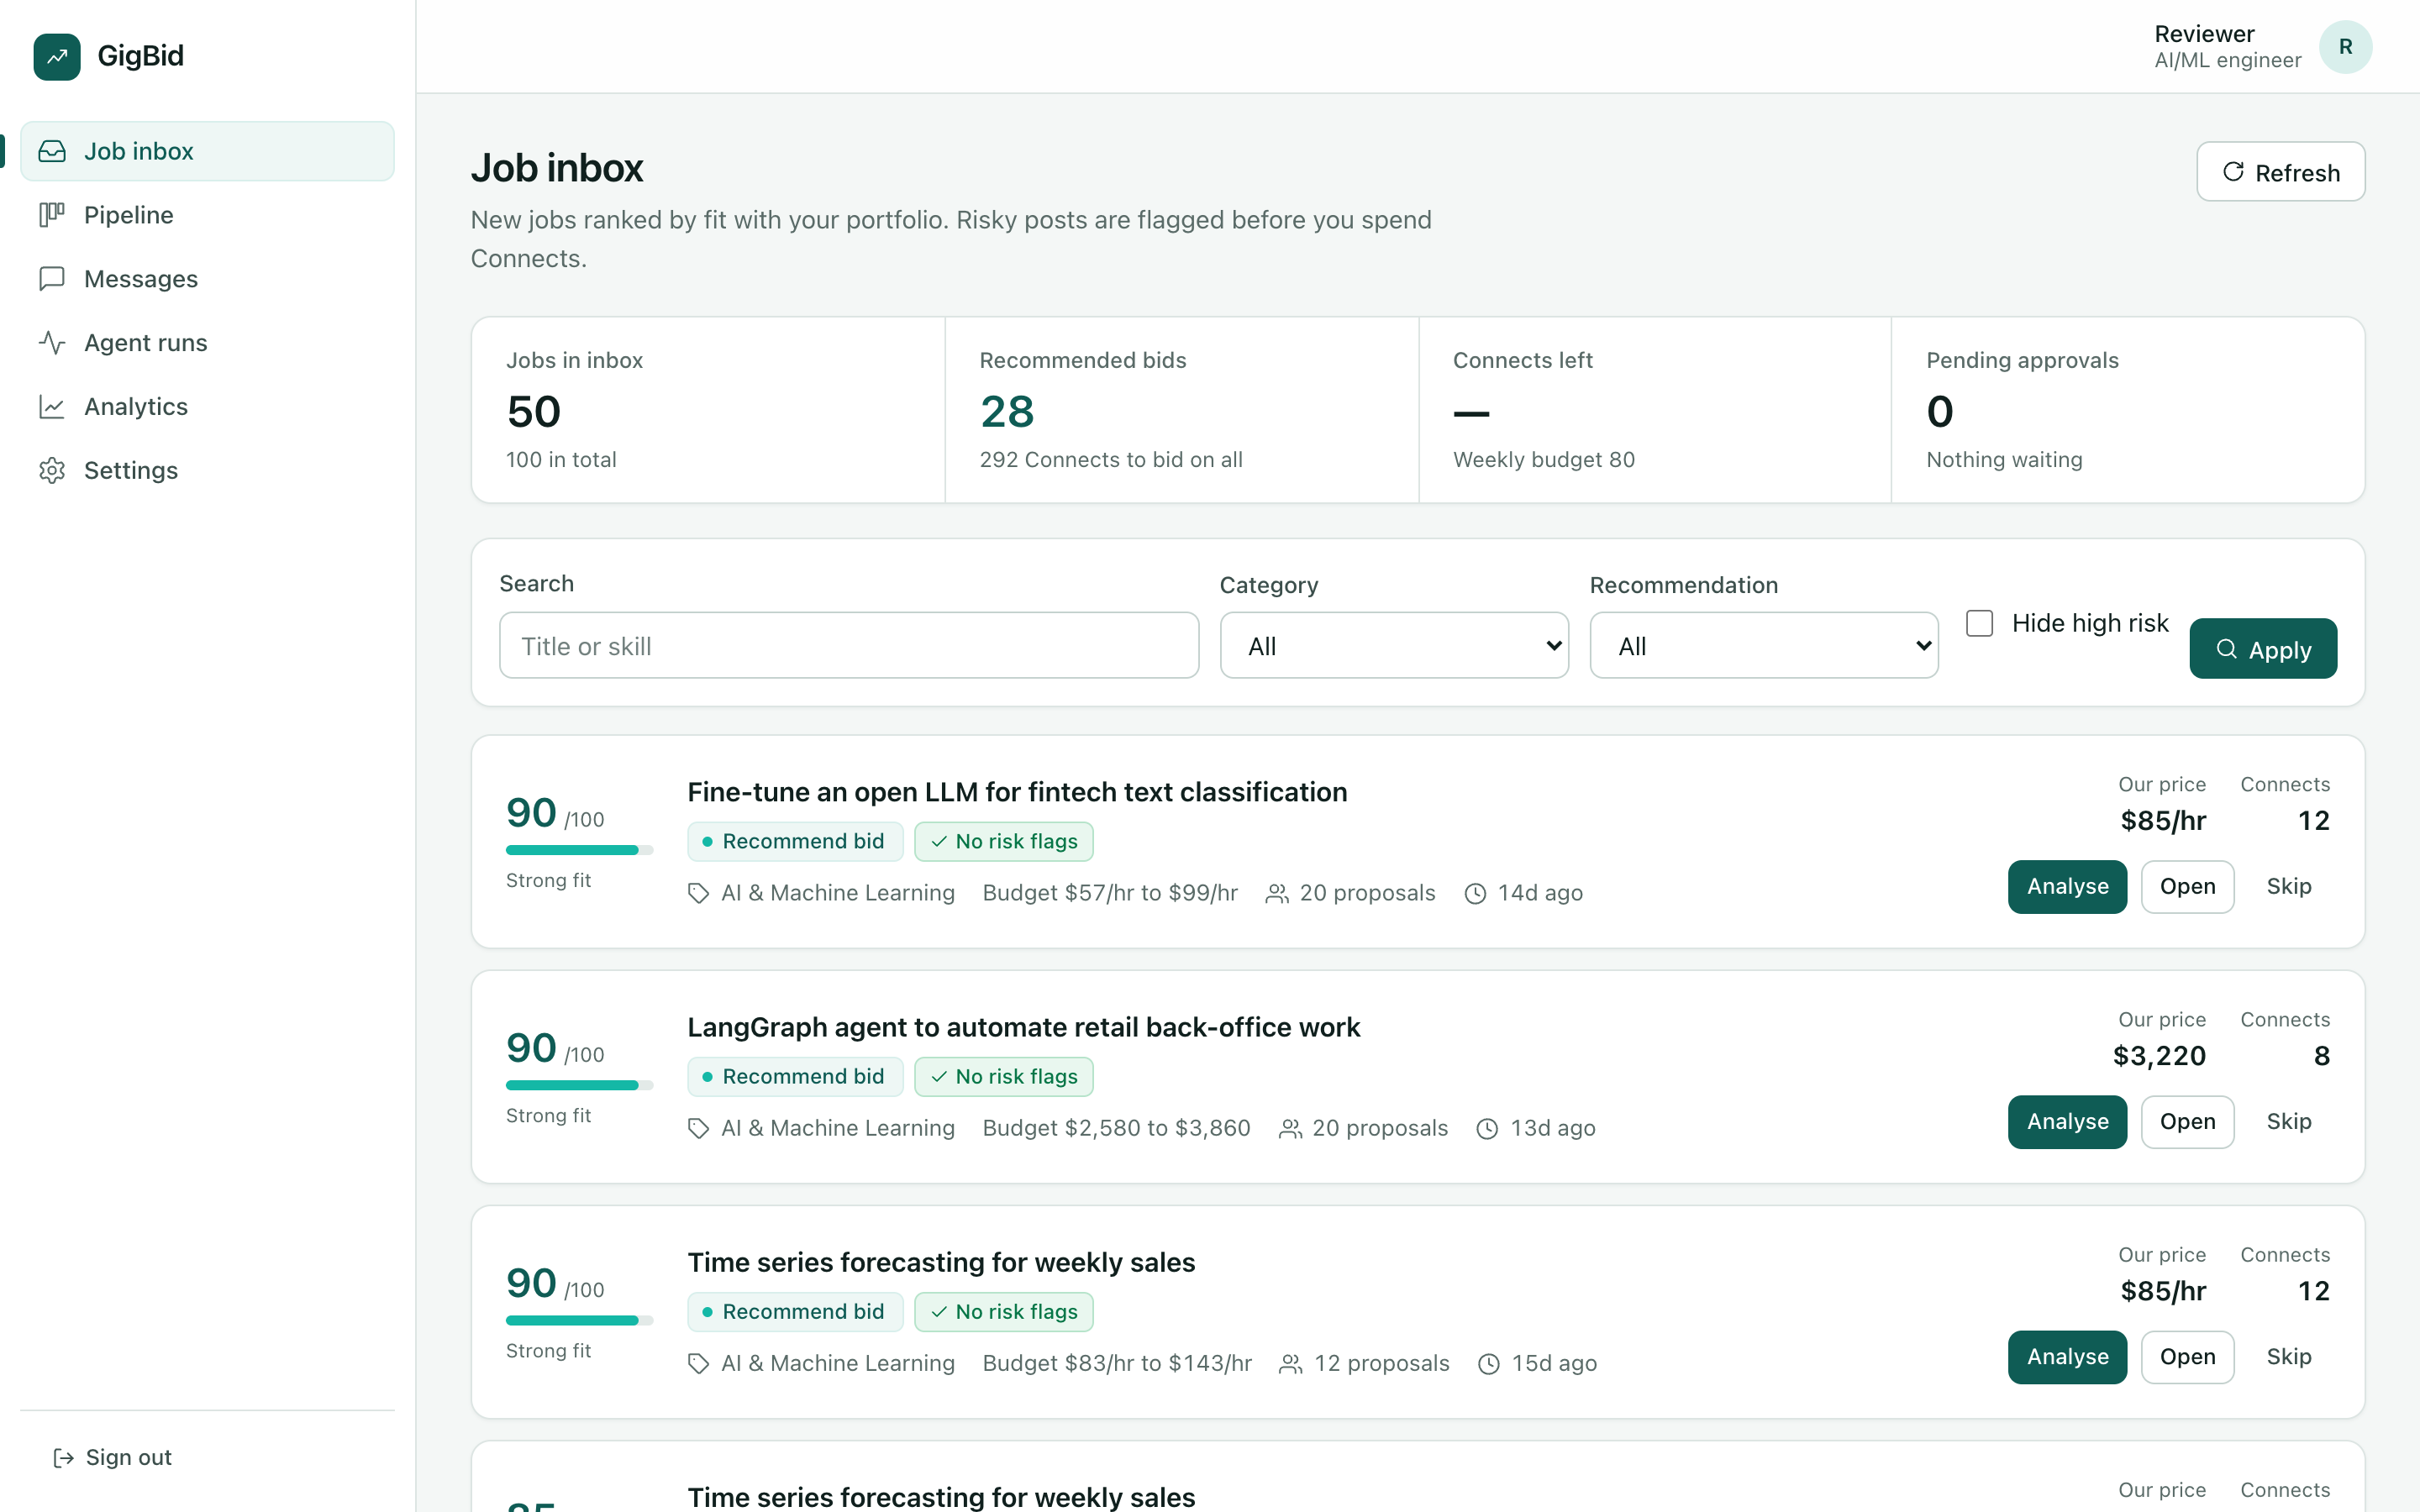 GigBid
Job inbox
Pipeline
Messages
Agent runs
Analytics
Settings
Sign out
Reviewer
AI/ML engineer
R
Job inbox
New jobs ranked by fit with your portfolio. Risky posts are flagged before you spend
Connects.
Refresh
Jobs in inbox
50
100 in total
Recommended bids
28
292 Connects to bid on all
Connects left
—
Weekly budget 80
Pending approvals
0
Nothing waiting
Search
Title or skill
Category
All
Recommendation
All
Hide high risk
Apply
90 /100
Strong fit
Fine-tune an open LLM for fintech text classification
Recommend bid No risk flags
AI & Machine Learning Budget $57/hr to $99/hr 20 proposals 14d ago
Our price Connects
$85/hr 12
Analyse Open Skip
90 /100
Strong fit
LangGraph agent to automate retail back-office work
Recommend bid No risk flags
AI & Machine Learning Budget $2,580 to $3,860 20 proposals 13d ago
Our price Connects
$3,220 8
Analyse Open Skip
90 /100
Strong fit
Time series forecasting for weekly sales
Recommend bid No risk flags
AI & Machine Learning Budget $83/hr to $143/hr 12 proposals 15d ago
Our price Connects
$85/hr 12
Analyse Open Skip
Time series forecasting for weekly sales
Our price Connects